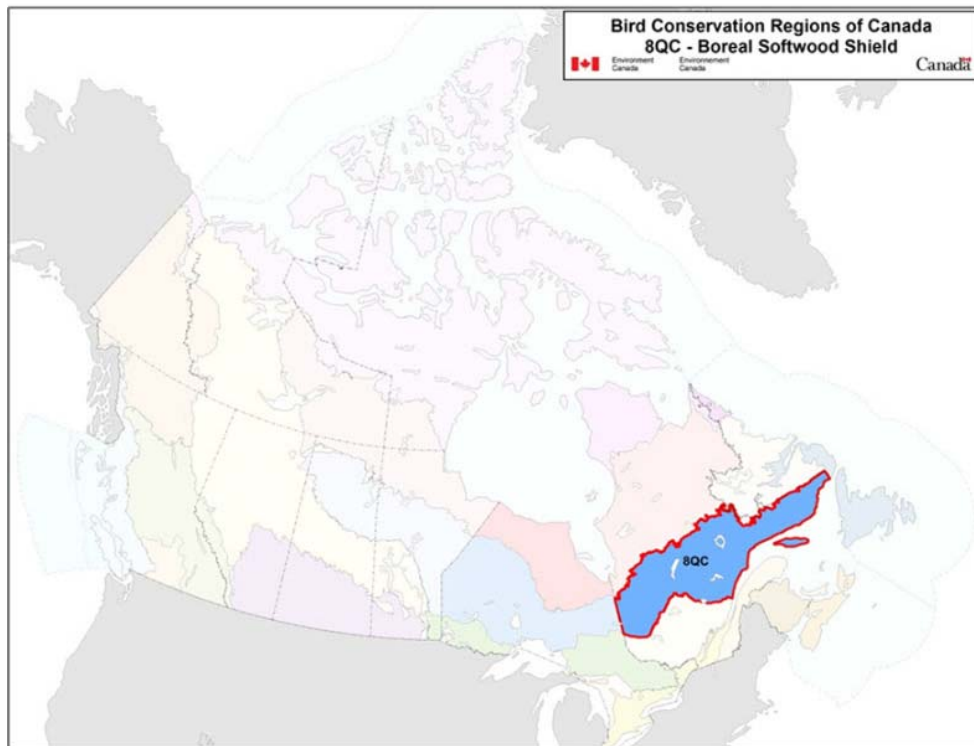 Bird Conservation Regions of Canada
8QC - Boreal Softwood Shield
Environment Environnement
Canada Canada
Canada
8QC